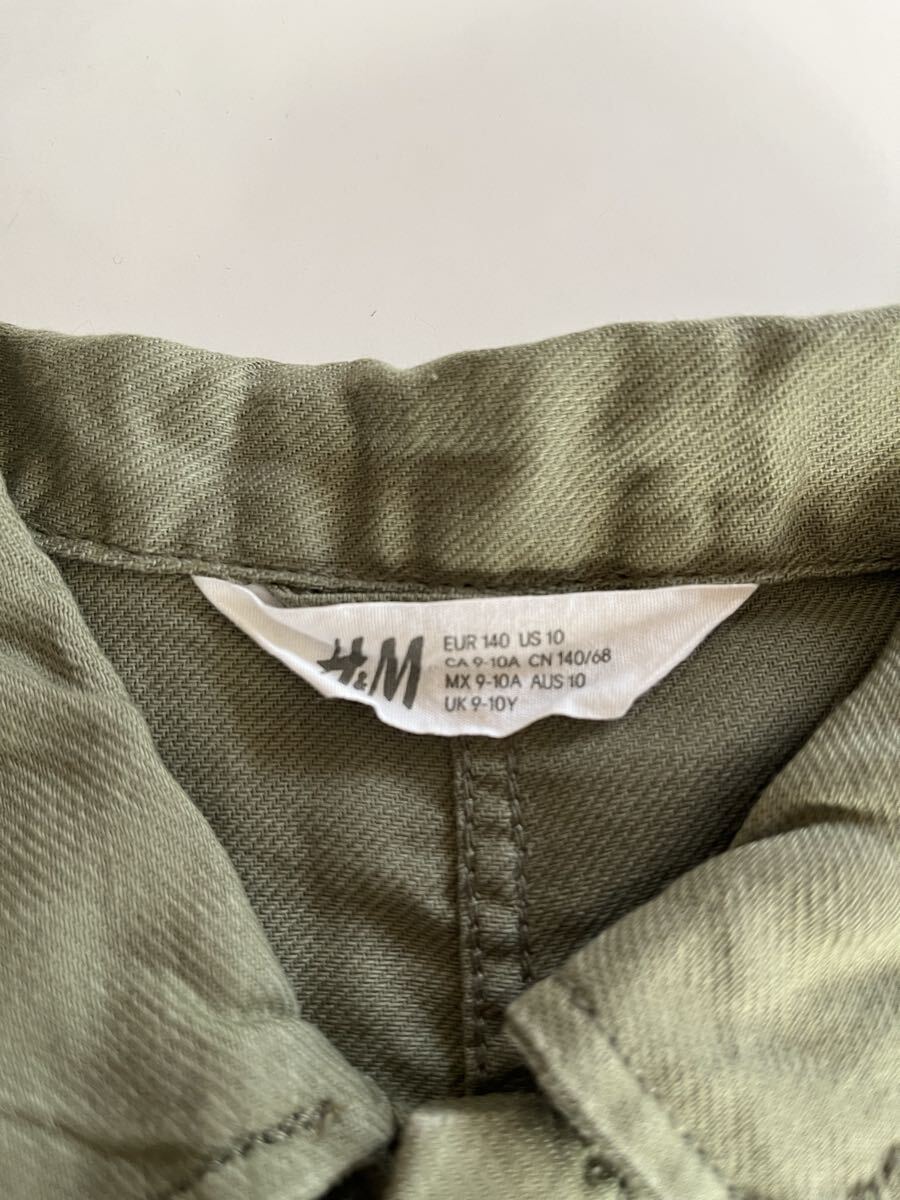 H&M
EUR 140 US 10
CA 9-10A CN 140/68
MX 9-10A AUS 10
UK 9-10Y